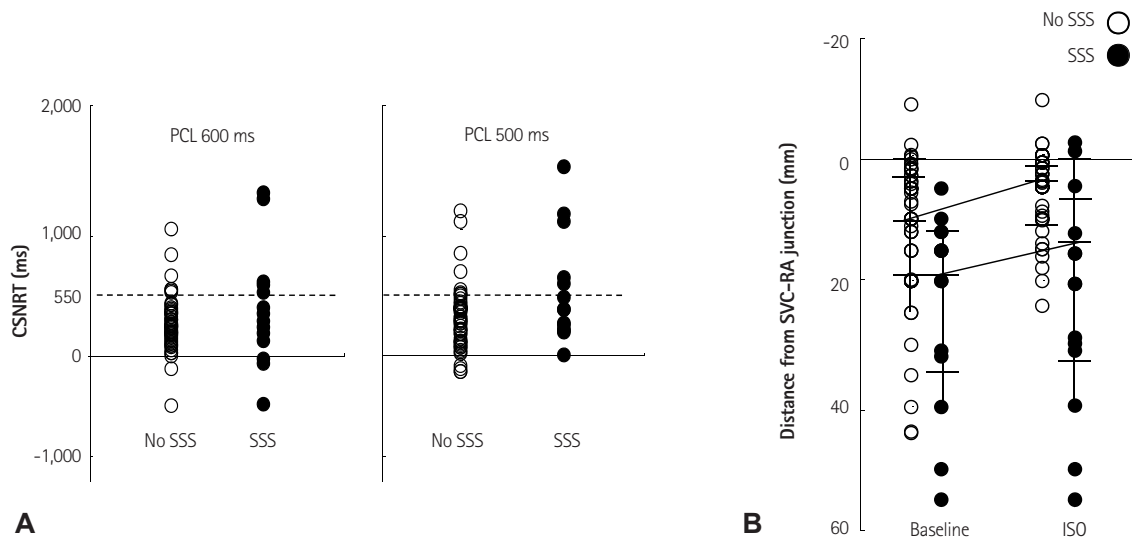 2,000
1,000
550
0
-1,000
CSNRT (ms)
PCL 600 ms
No SSS
SSS
PCL 500 ms
No SSS
SSS
A
No SSS
SSS
-20
0
20
40
60
Distance from SVC-RA junction (mm)
Baseline
ISO
B